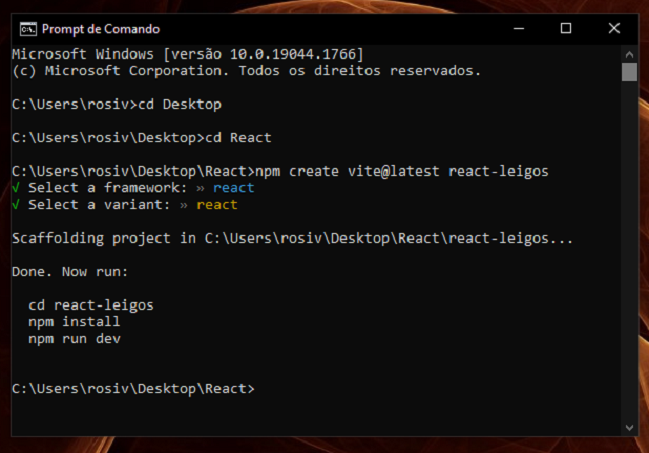 Prompt de Comando
Microsoft Windows [versão 10.0.19044.1766]
(c) Microsoft Corporation. Todos os direitos reservados.
C:\Users\rosiv>cd Desktop
C:\Users\rosiv\Desktop>cd React
C:\Users\rosiv\Desktop\React>npm create vite@latest react-leigos
√ Select a framework: » react
√ Select a variant: » react
Scaffolding project in C:\Users\rosiv\Desktop\React\react-leigos...
Done. Now run:
cd react-leigos
npm install
npm run dev
C:\Users\rosiv\Desktop\React>